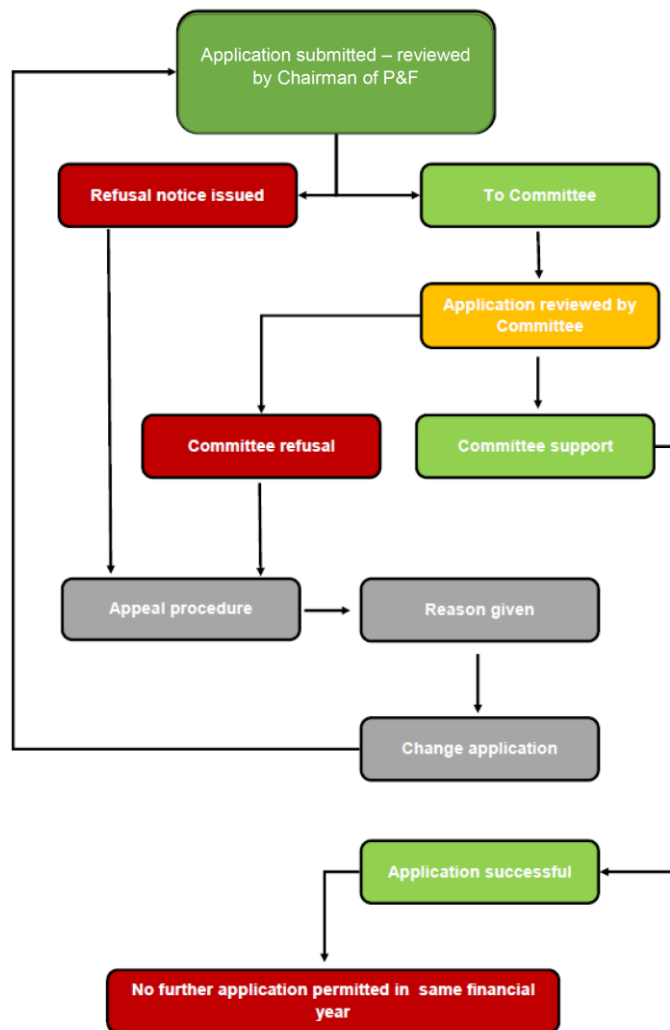 Application submitted – reviewed
by Chairman of P&F
Refusal notice issued
To Committee
Application reviewed by
Committee
Committee refusal
Committee support
Appeal procedure
Reason given
Change application
Application successful
No further application permitted in  same financial
year